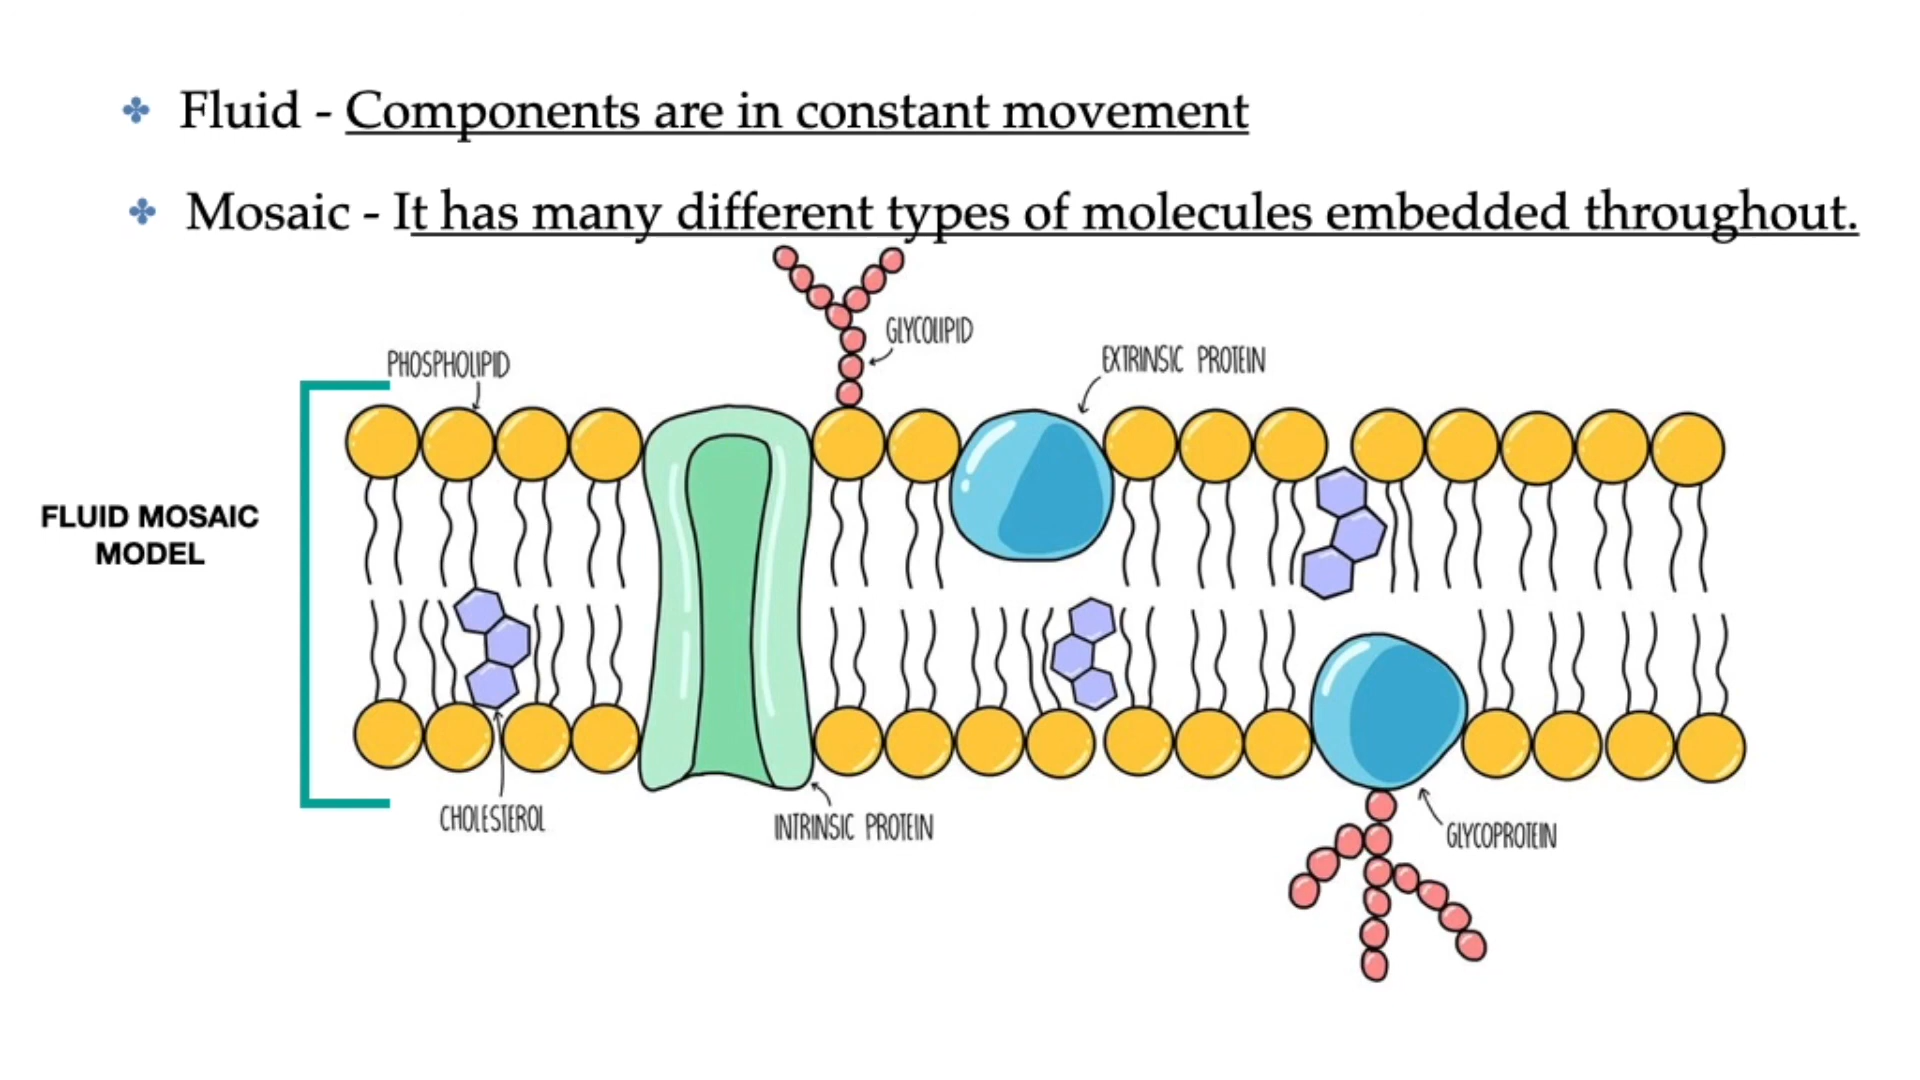 Fluid - Components are in constant movement
Mosaic - It has many different types of molecules embedded throughout.
GLYCOLIPID
PHOSPHOLIPID
EXTRINSIC PROTEIN
FLUID MOSAIC
MODEL
CHOLESTEROL
INTRINSIC PROTEIN
GLYCOPROTEIN